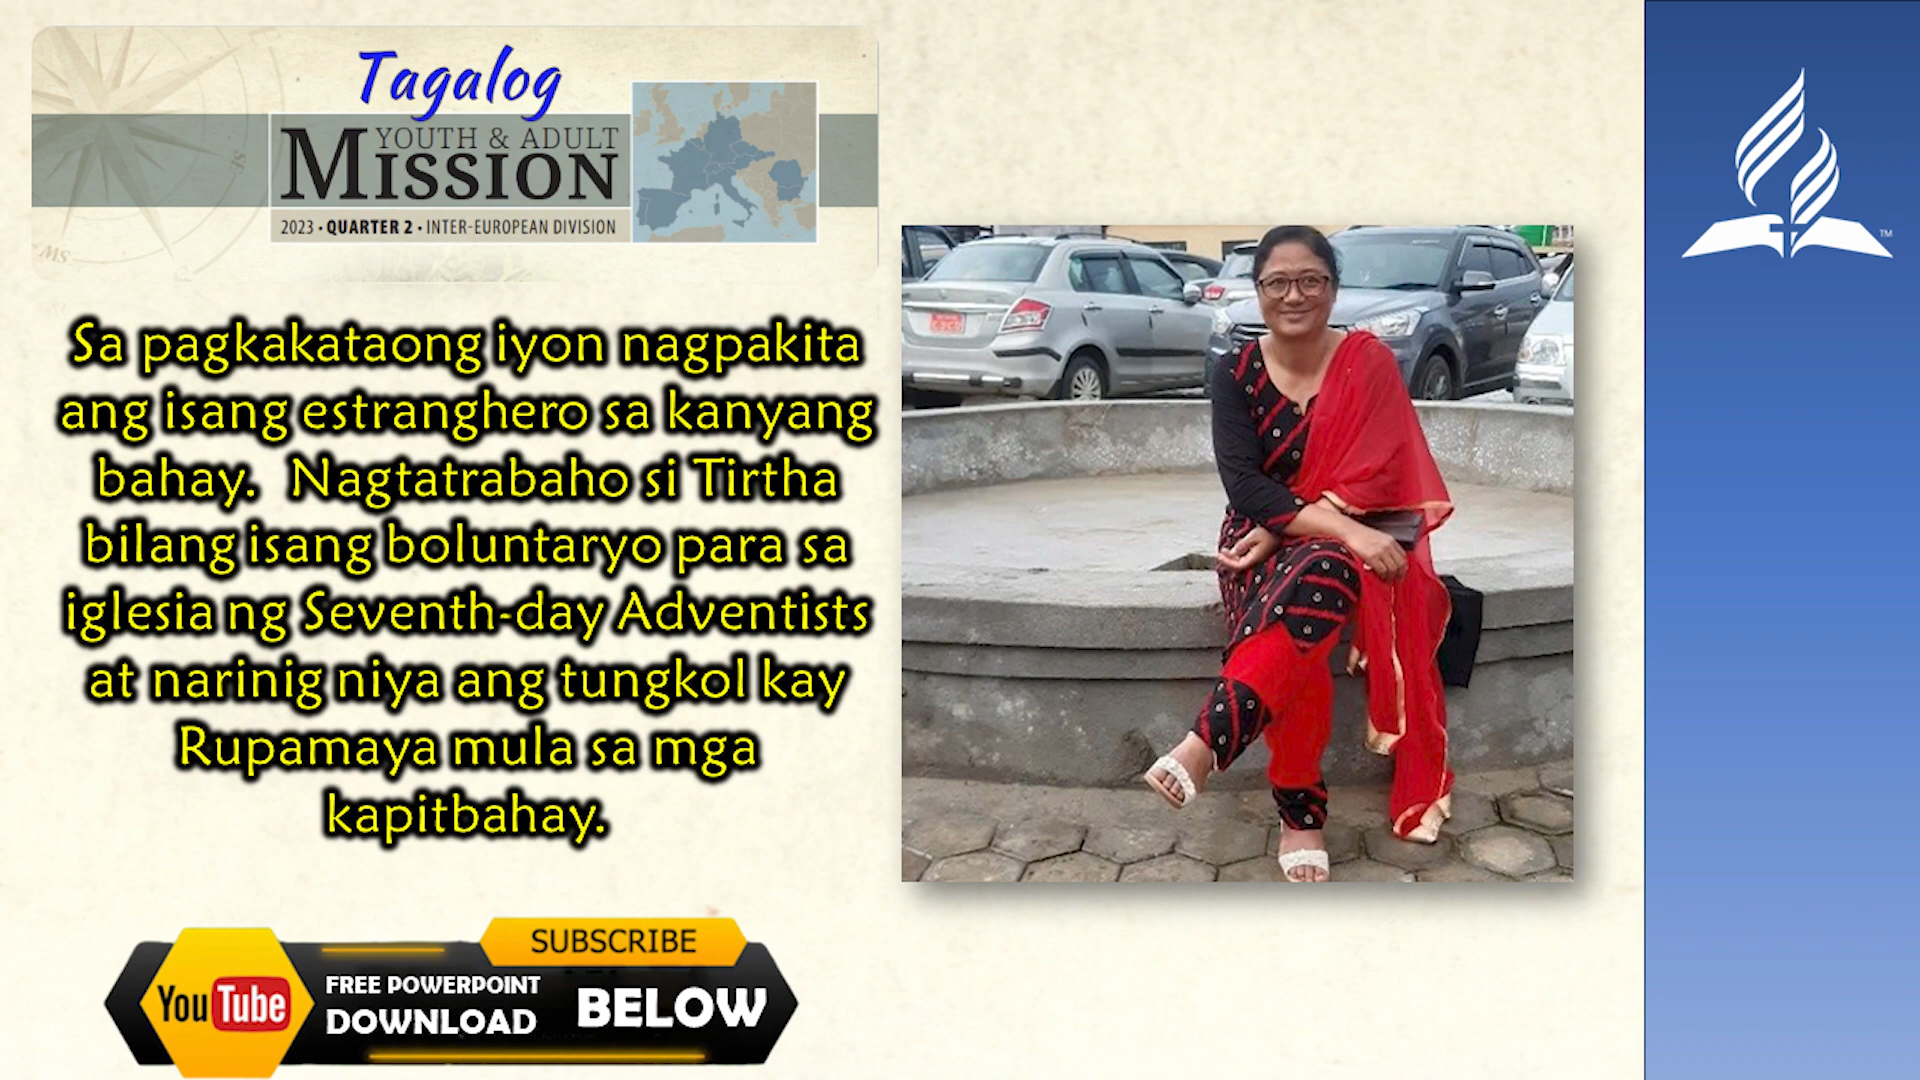 Tagalog
YOUTH & ADULT
MISSION
2023 • QUARTER 2 • INTER-EUROPEAN DIVISION
Sa pagkakataong iyon nagpakita
ang isang estranghero sa kanyang
bahay. Nagtatrabaho si Tirtha
bilang isang boluntaryo para sa
iglesia ng Seventh-day Adventists
at narinig niya ang tungkol kay
Rupamaya mula sa mga
kapitbahay.
SUBSCRIBE
YouTube
FREE POWERPOINT
DOWNLOAD
BELOW
TM